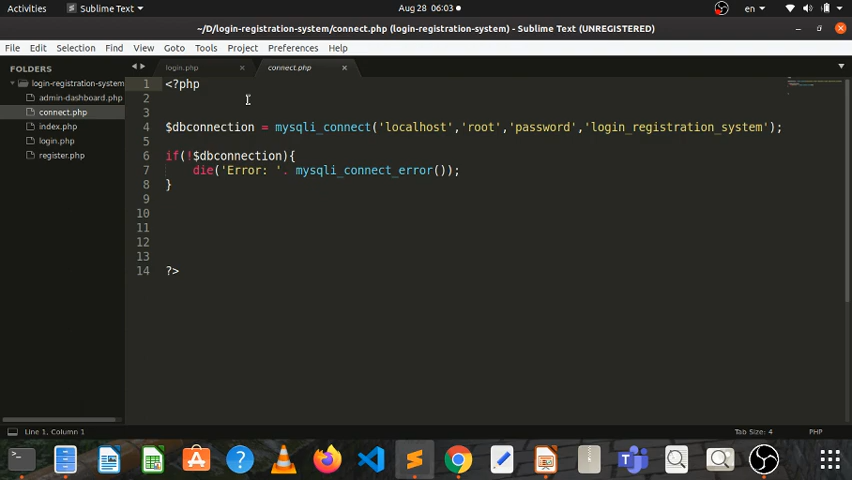 Activities Sublime Text Aug 28 06:03 en
~/D/login-registration-system/connect.php (login-registration-system) - Sublime Text (UNREGISTERED)
File Edit Selection Find View Goto Tools Project Preferences Help
FOLDERS
login-registration-system
admin-dashboard.php
connect.php
index.php
login.php
register.php
login.php connect.php
1 <?php
2
3
4 $dbconnection = mysqli_connect('localhost','root','password','login_registration_system');
5
6 if(!$dbconnection){
7 die('Error: '. mysqli_connect_error());
8 }
9
10
11
12
13
14 ?>
Line 1, Column 1 Tab Size: 4 PHP